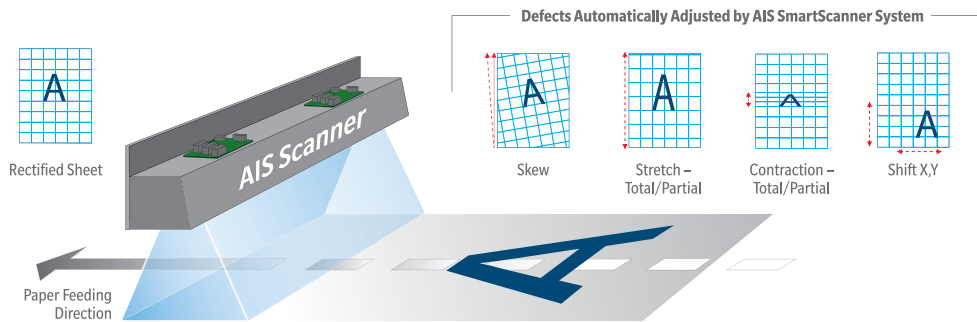 Defects Automatically Adjusted by AIS SmartScanner System
A
Rectified Sheet
AIS Scanner
A
Skew
A
Stretch –
Total/Partial
A
Contraction –
Total/Partial
A
Shift X,Y
A
Paper Feeding
Direction